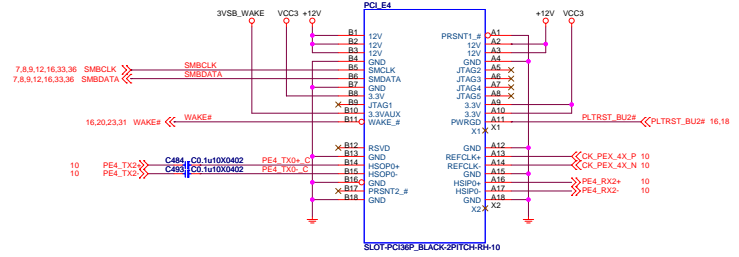 PCI_E4
3VSB_WAKE VCC3 +12V +12V VCC3
B1 12V PRSNT1_# A1
B2 12V 12V A2
B3 12V 12V A3
B4 GND GND A4
7,8,9,12,16,33,36 SMBCLK SMBCLK B5 SMCLK JTAG2 A5
7,8,9,12,16,33,36 SMBDATA SMBDATA B6 SMDATA JTAG3 A6
B7 GND JTAG4 A7
B8 3.3V JTAG5 A8
B9 JTAG1 3.3V A9
B10 3.3VAUX 3.3V A10
16,20,23,31 WAKE# WAKE# B11 WAKE_# PWRGD A11 PLTRST_BU2# PLTRST_BU2# 16,18
X1 X1
B12 RSVD GND A12
B13 GND REFCLK+ A13 CK_PEX_4X_P 10
10 PE4_TX2+ C484 C0.1u10X0402 PE4_TX0+_C B14 HSOP0+ REFCLK- A14 CK_PEX_4X_N 10
10 PE4_TX2- C493 C0.1u10X0402 PE4_TX0-_C B15 HSOP0- GND A15
B16 GND HSIP0+ A16 PE4_RX2+ 10
B17 PRSNT2_# HSIP0- A17 PE4_RX2- 10
B18 GND GND A18
X2 X2
SLOT-PCI36P_BLACK-2PITCH-RH-10